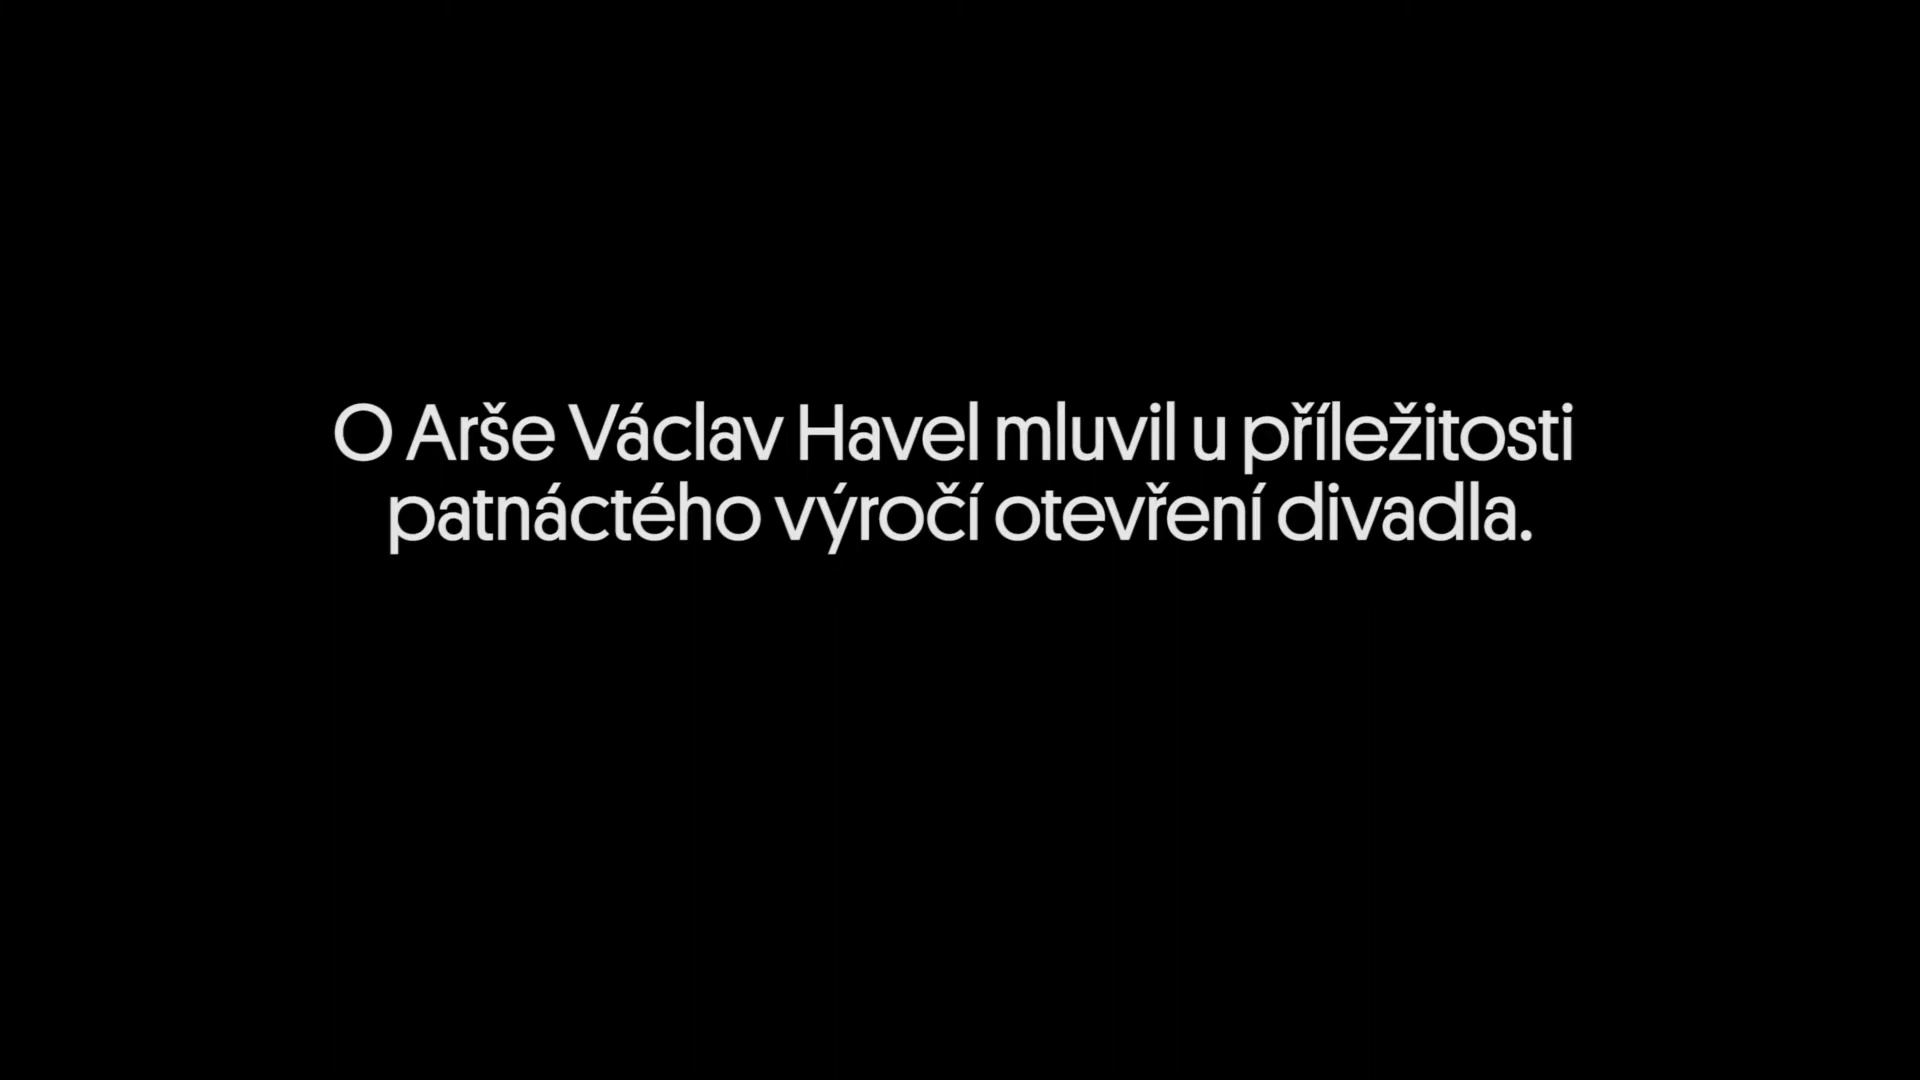 O Arše Václav Havel mluvil u příležitosti
patnáctého výročí otevření divadla.